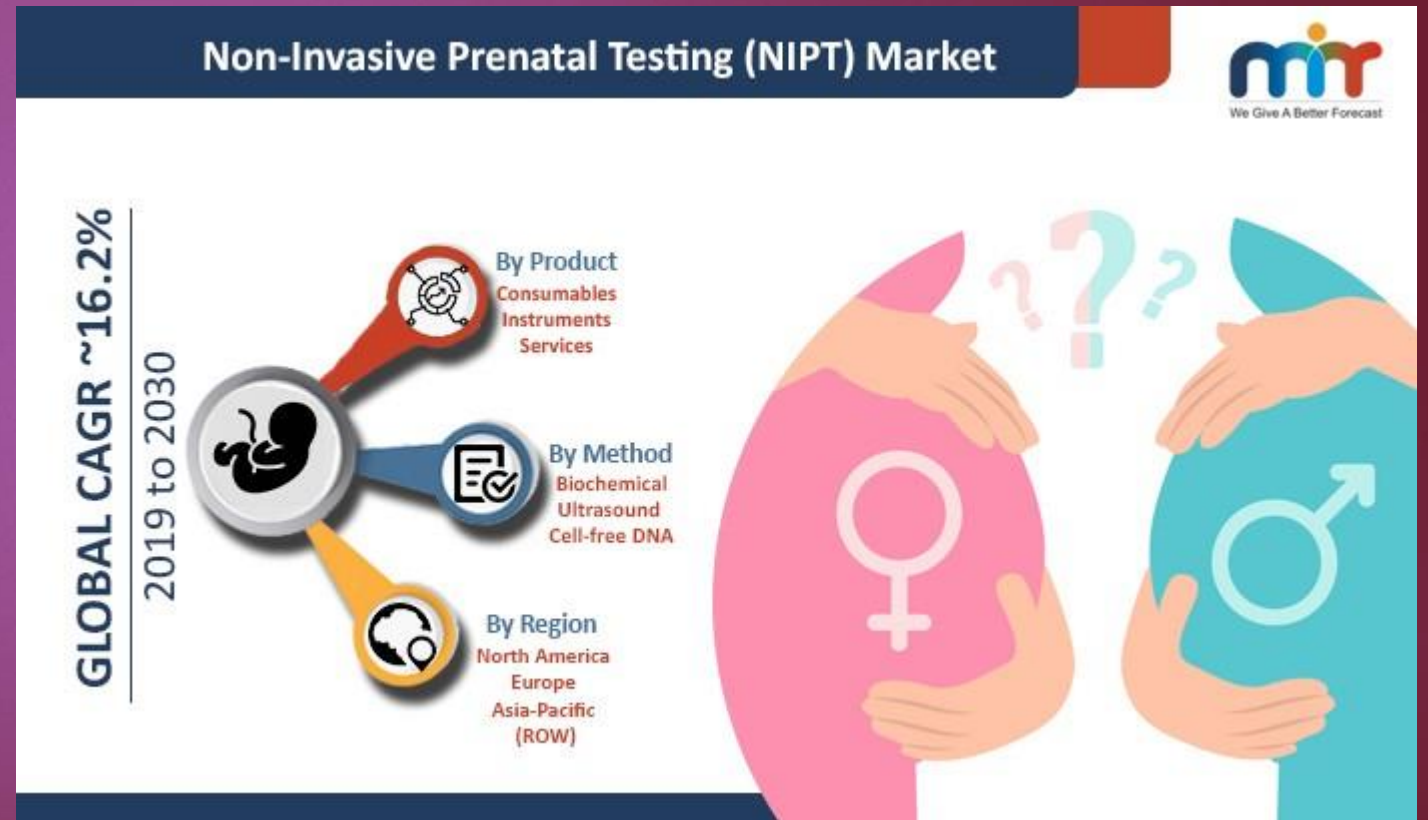 Non-Invasive Prenatal Testing (NIPT) Market
mir
We Give A Better Forecast
GLOBAL CAGR ~16.2%
2019 to 2030
By Product
Consumables
Instruments
Services
By Method
Biochemical
Ultrasound
Cell-free DNA
By Region
North America
Europe
Asia-Pacific
(ROW)
? ? ?